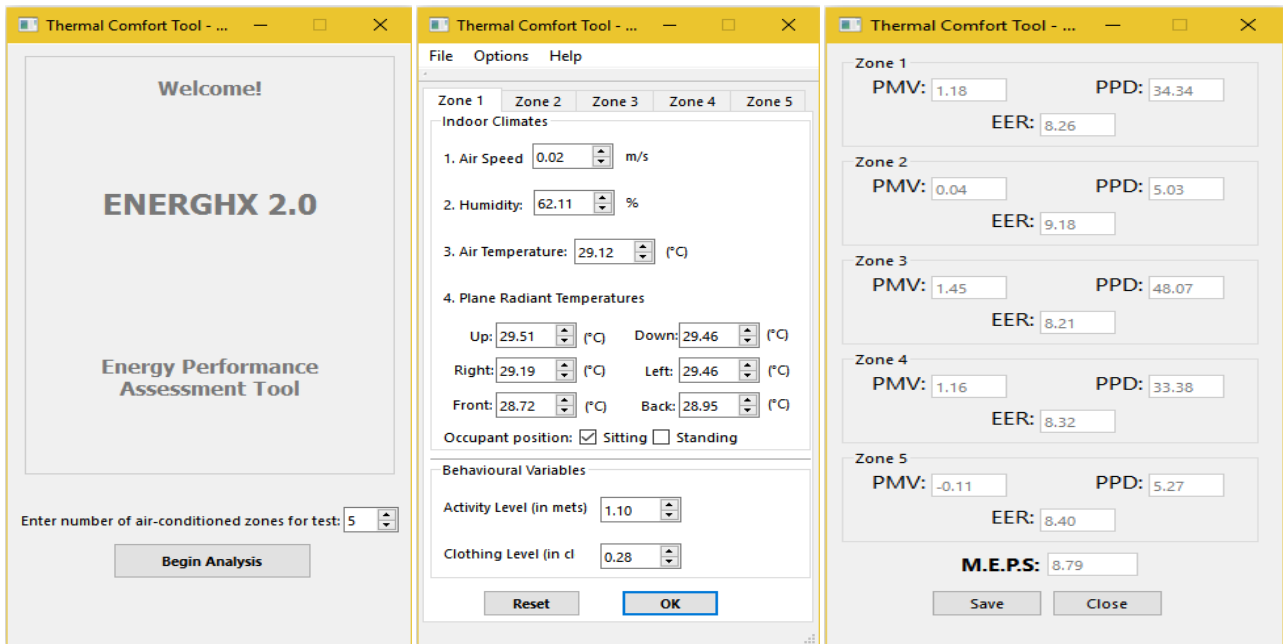 Thermal Comfort Tool - ...
Welcome!
ENERGHX 2.0
Energy Performance
Assessment Tool
Enter number of air-conditioned zones for test: 5
Begin Analysis
Thermal Comfort Tool - ...
File Options Help
Zone 1 Zone 2 Zone 3 Zone 4 Zone 5
Indoor Climates
1. Air Speed 0.02 m/s
2. Humidity: 62.11 %
3. Air Temperature: 29.12 (°C)
4. Plane Radiant Temperatures
Up: 29.51 (°C) Down: 29.46 (°C)
Right: 29.19 (°C) Left: 29.46 (°C)
Front: 28.72 (°C) Back: 28.95 (°C)
Occupant position: Sitting Standing
Behavioural Variables
Activity Level (in mets) 1.10
Clothing Level (in cl 0.28
Reset OK
Thermal Comfort Tool - ...
Zone 1
PMV: 1.18 PPD: 34.34
EER: 8.26
Zone 2
PMV: 0.04 PPD: 5.03
EER: 9.18
Zone 3
PMV: 1.45 PPD: 48.07
EER: 8.21
Zone 4
PMV: 1.16 PPD: 33.38
EER: 8.32
Zone 5
PMV: -0.11 PPD: 5.27
EER: 8.40
M.E.P.S: 8.79
Save Close